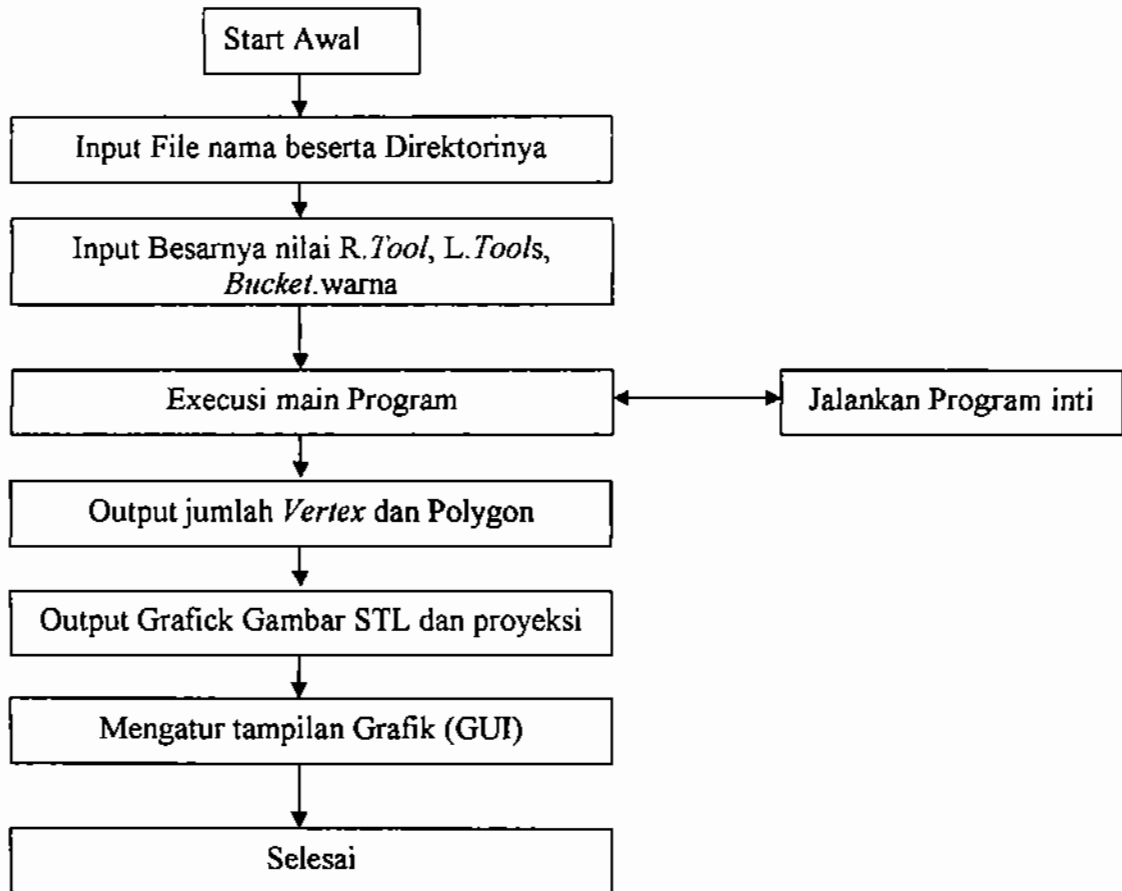 Start Awal
Input File nama beserta Direktorinya
Input Besarnya nilai R.Tool, L.Tools,
Bucket.warna
Execusi main Program
Jalankan Program inti
Output jumlah Vertex dan Polygon
Output Grafick Gambar STL dan proyeksi
Mengatur tampilan Grafik (GUI)
Selesai